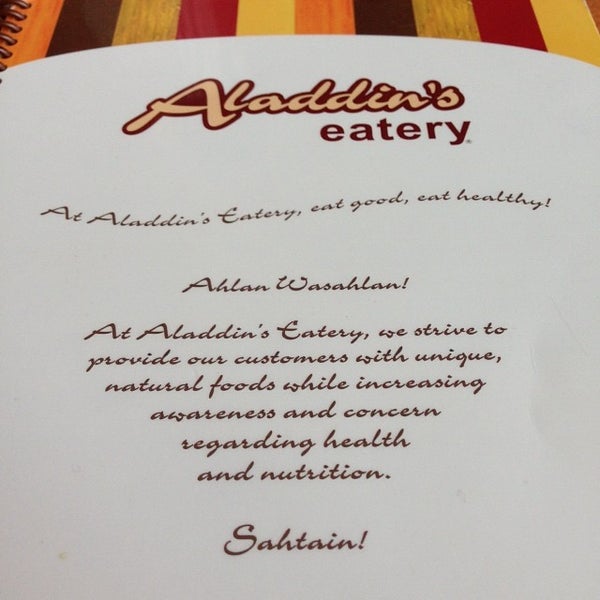 Aladdin's
eatery
At Aladdin's Eatery, eat good, eat healthy!
Ahlan Wasahlan!
At Aladdin's Eatery, we strive to
provide our customers with unique,
natural foods while increasing
awareness and concern
regarding health
and nutrition.
Sahtain!